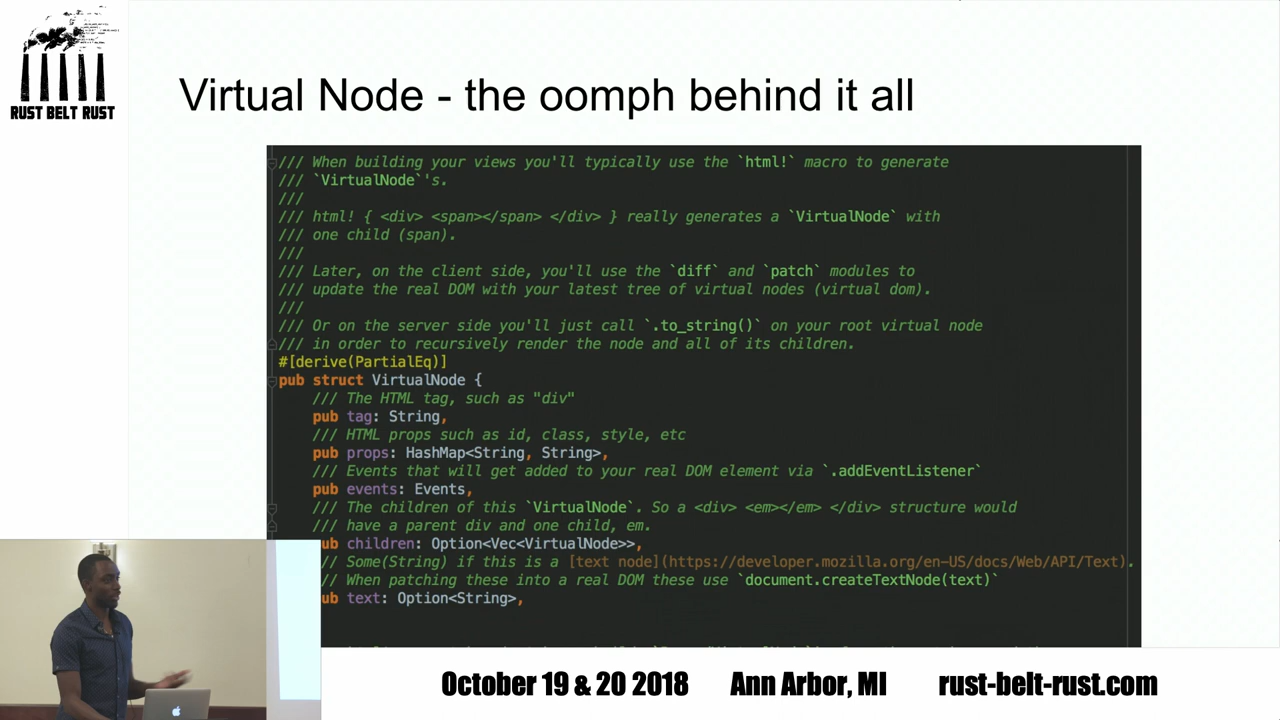 RUST BELT RUST
Virtual Node - the oomph behind it all
/// When building your views you'll typically use the `html!` macro to generate
/// `VirtualNode`'s.
///
/// html! { <div> <span></span> </div> } really generates a `VirtualNode` with
/// one child (span).
///
/// Later, on the client side, you'll use the `diff` and `patch` modules to
/// update the real DOM with your latest tree of virtual nodes (virtual dom).
///
/// Or on the server side you'll just call `.to_string()` on your root virtual node
/// in order to recursively render the node and all of its children.
#[derive(PartialEq)]
pub struct VirtualNode {
/// The HTML tag, such as "div"
pub tag: String,
/// HTML props such as id, class, style, etc
pub props: HashMap<String, String>,
/// Events that will get added to your real DOM element via `.addEventListener`
pub events: Events,
/// The children of this `VirtualNode`. So a <div> <em></em> </div> structure would
/// have a parent div and one child, em.
ub children: Option<Vec<VirtualNode>>,
// Some(String) if this is a [text node](https://developer.mozilla.org/en-US/docs/Web/API/Text).
// When patching these into a real DOM these use `document.createTextNode(text)`
ub text: Option<String>,
October 19 & 20 2018 Ann Arbor, MI rust-belt-rust.com